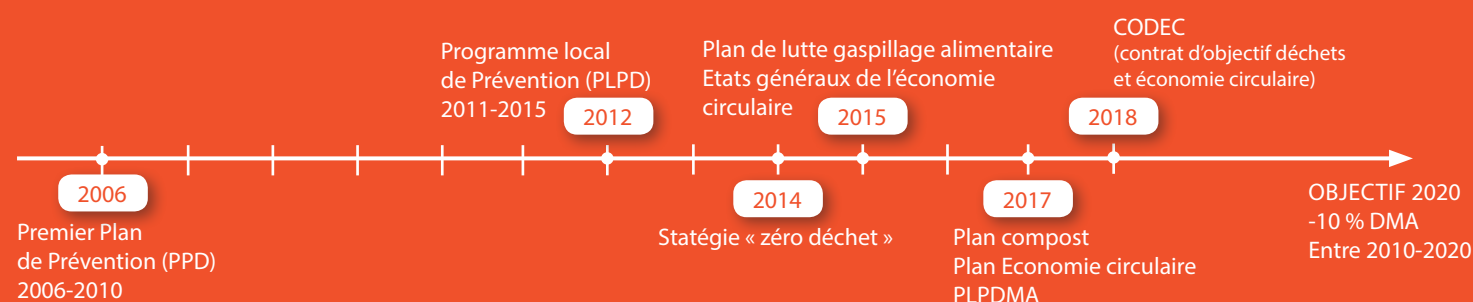 Programme local
de Prévention (PLPD)
2011-2015
2012
Plan de lutte gaspillage alimentaire
Etats généraux de l'économie
circulaire
2015
CODEC
(contrat d'objectif déchets
et économie circulaire)
2018
2006
Premier Plan
de Prévention (PPD)
2006-2010
2014
Statégie « zéro déchet »
2017
Plan compost
Plan Economie circulaire
PLPDMA
OBJECTIF 2020
-10 % DMA
Entre 2010-2020